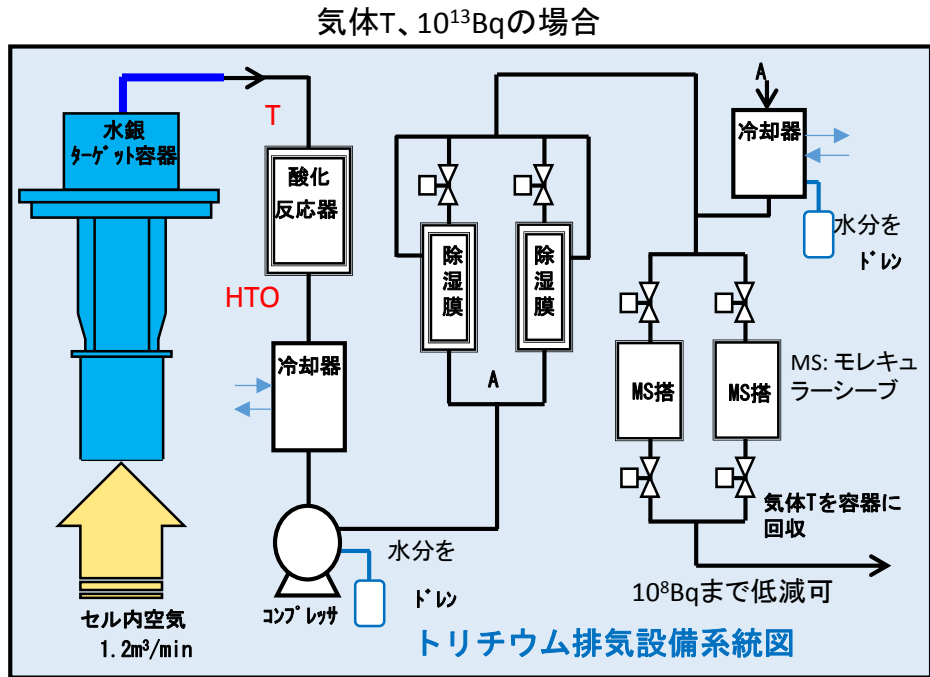 気体T、10¹³Bqの場合
水銀
ﾀｰｹﾞｯﾄ容器
T
酸化
反応器
HTO
冷却器
ｺﾝﾌﾟﾚｯｻ
水分を
ﾄﾞﾚﾝ
セル内空気
1.2m³/min
除湿膜
除湿膜
A
A
冷却器
水分を
ﾄﾞﾚﾝ
MS搭
MS搭
MS: モレキュ
ラーシーブ
気体Tを容器に
回収
10⁸Bqまで低減可
トリチウム排気設備系統図